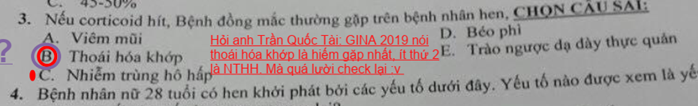 C. 45-50%
3. Nếu corticoid hít, Bệnh đồng mắc thường gặp trên bệnh nhân hen, CHỌN CÂU SAI:
A. Viêm mũi
D. Béo phì
? B. Thoái hóa khớp
E. Trào ngược dạ dày thực quản
C. Nhiễm trùng hô hấp
Hỏi anh Trần Quốc Tài: GINA 2019 nói
thoái hóa khớp là hiếm gặp nhất, ít thứ 2
là NTHH. Mà quả lười check lại :v
4. Bệnh nhân nữ 28 tuổi có hen khởi phát bởi các yếu tố dưới đây. Yếu tố nào được xem là yế